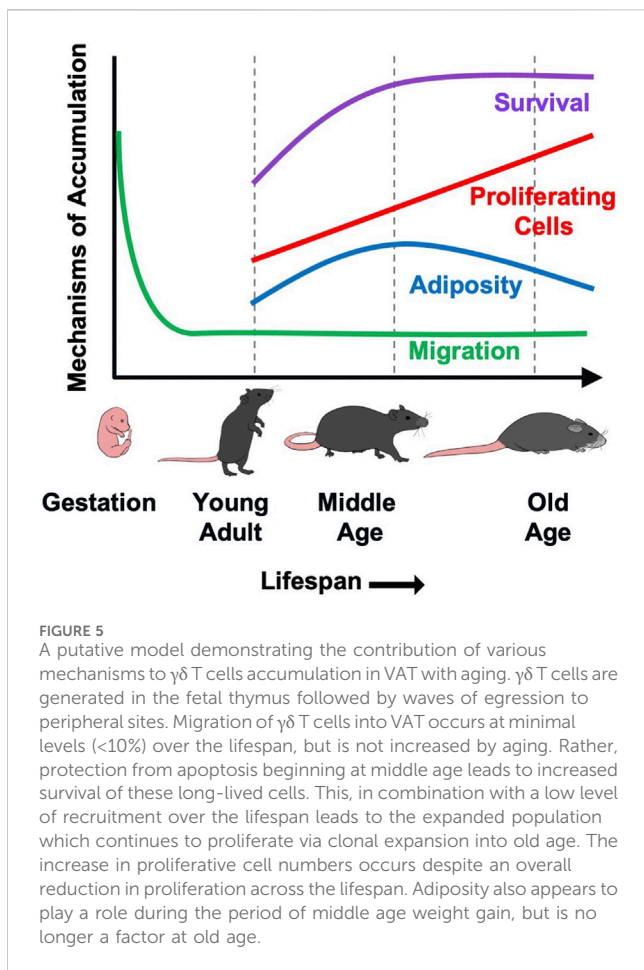 Mechanisms of Accumulation
Survival
Proliferating
Cells
Adiposity
Migration
Gestation
Young
Adult
Middle
Age
Old
Age
Lifespan
FIGURE 5
A putative model demonstrating the contribution of various
mechanisms to γδ T cells accumulation in VAT with aging. γδ T cells are
generated in the fetal thymus followed by waves of egression to
peripheral sites. Migration of γδ T cells into VAT occurs at minimal
levels (<10%) over the lifespan, but is not increased by aging. Rather,
protection from apoptosis beginning at middle age leads to increased
survival of these long-lived cells. This, in combination with a low level
of recruitment over the lifespan leads to the expanded population
which continues to proliferate via clonal expansion into old age. The
increase in proliferative cell numbers occurs despite an overall
reduction in proliferation across the lifespan. Adiposity also appears to
play a role during the period of middle age weight gain, but is no
longer a factor at old age.